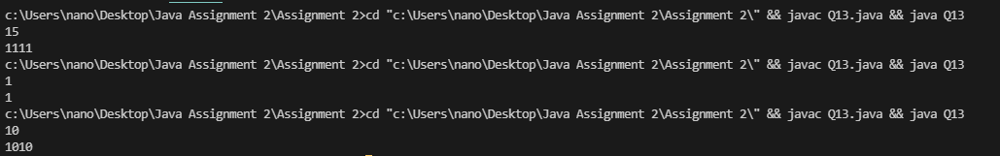 c:\Users\nano\Desktop\Java Assignment 2\Assignment 2>cd "c:\Users\nano\Desktop\Java Assignment 2\Assignment 2\" && javac Q13.java && java Q13
15
1111
c:\Users\nano\Desktop\Java Assignment 2\Assignment 2>cd "c:\Users\nano\Desktop\Java Assignment 2\Assignment 2\" && javac Q13.java && java Q13
1
1
c:\Users\nano\Desktop\Java Assignment 2\Assignment 2>cd "c:\Users\nano\Desktop\Java Assignment 2\Assignment 2\" && javac Q13.java && java Q13
10
1010